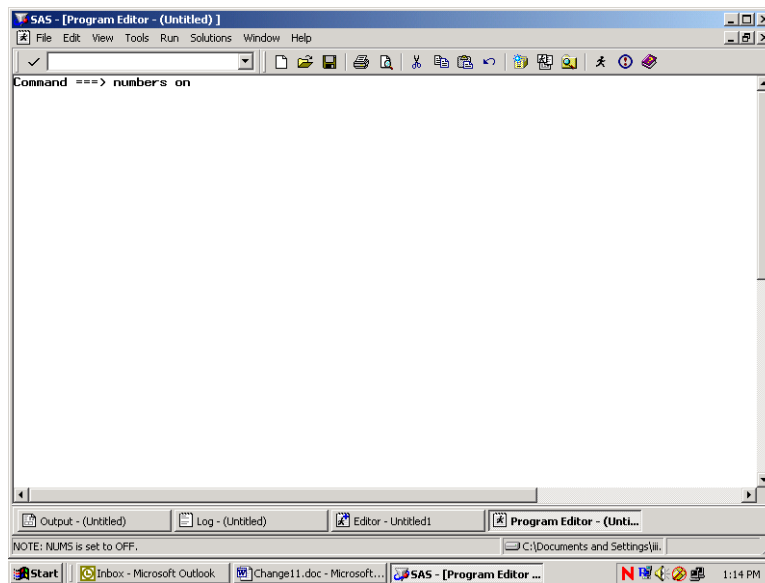 SAS - [Program Editor - (Untitled) ]
File Edit View Tools Run Solutions Window Help
Command ===> numbers on
Output - (Untitled) Log - (Untitled) Editor - Untitled1 Program Editor - (Unti...
NOTE: NUMS is set to OFF. C:\Documents and Settings\iii.
Start Inbox - Microsoft Outlook Change11.doc - Microsoft... SAS - [Program Editor ... N 1:14 PM